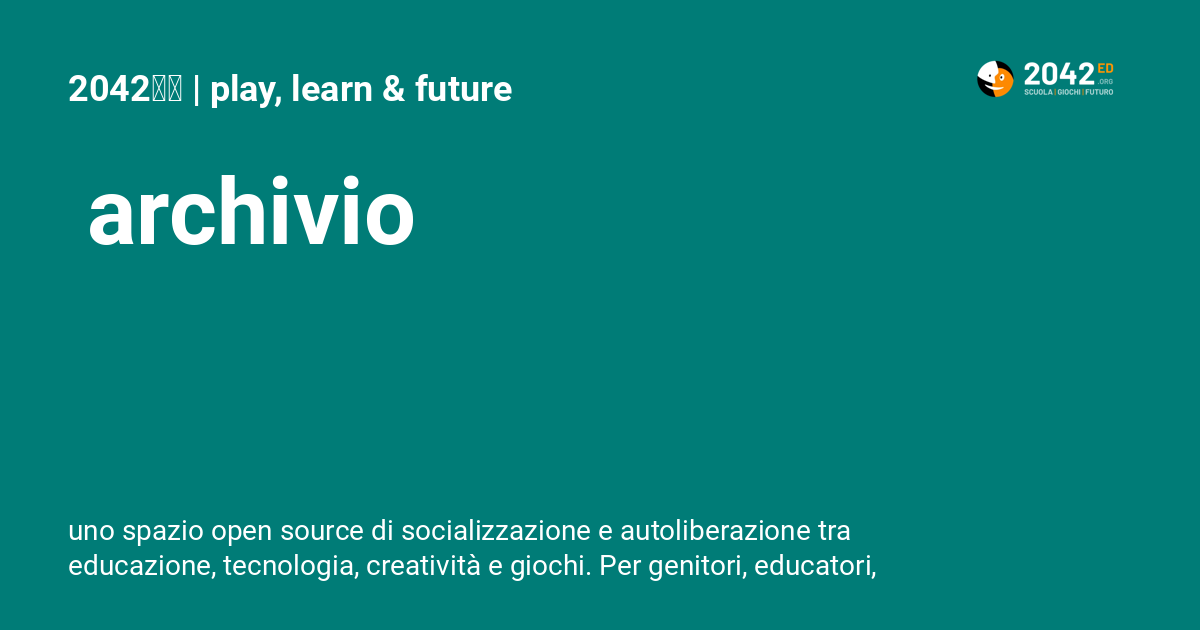 2042 | play, learn & future
2042 ED
.ORG
SCUOLA | GIOCHI | FUTURO
archivio
uno spazio open source di socializzazione e autoliberazione tra
educazione, tecnologia, creatività e giochi. Per genitori, educatori,